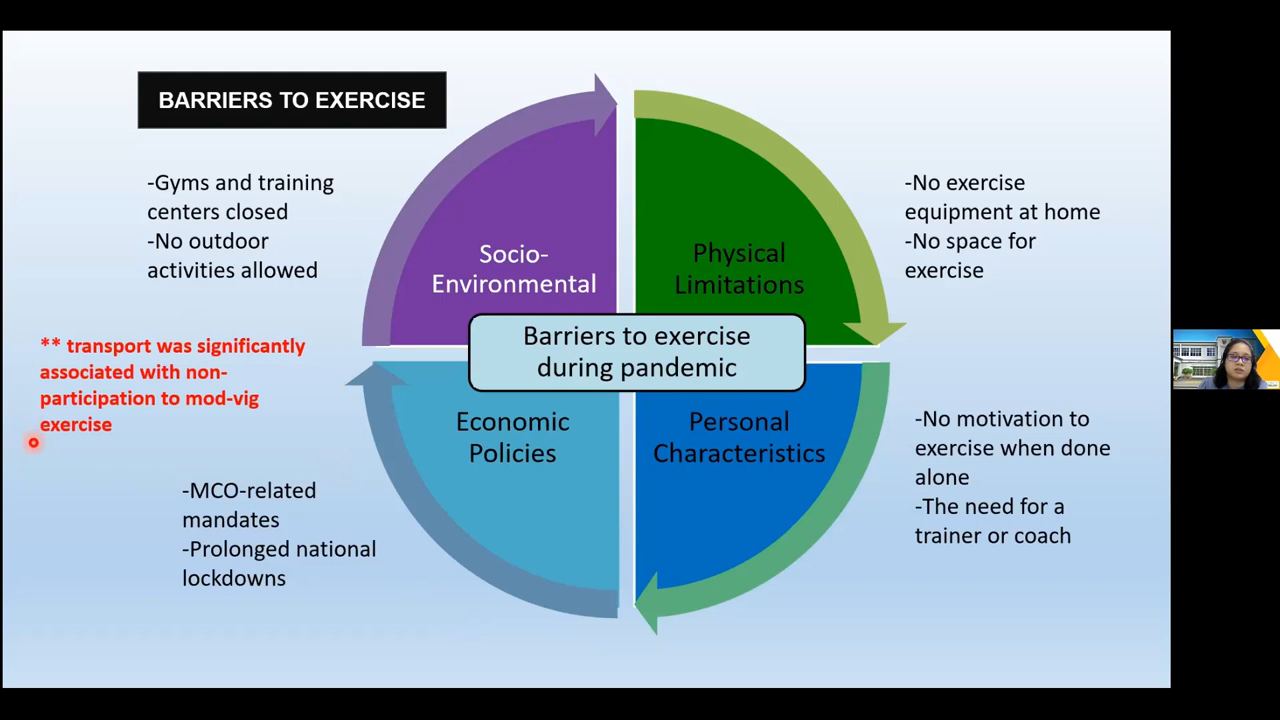 BARRIERS TO EXERCISE
-Gyms and training
centers closed
-No outdoor
activities allowed
Socio-
Environmental
Physical
Limitations
-No exercise
equipment at home
-No space for
exercise
Barriers to exercise
during pandemic
** transport was significantly
associated with non-
participation to mod-vig
exercise
Economic
Policies
Personal
Characteristics
-No motivation to
exercise when done
alone
-The need for a
trainer or coach
-MCO-related
mandates
-Prolonged national
lockdowns